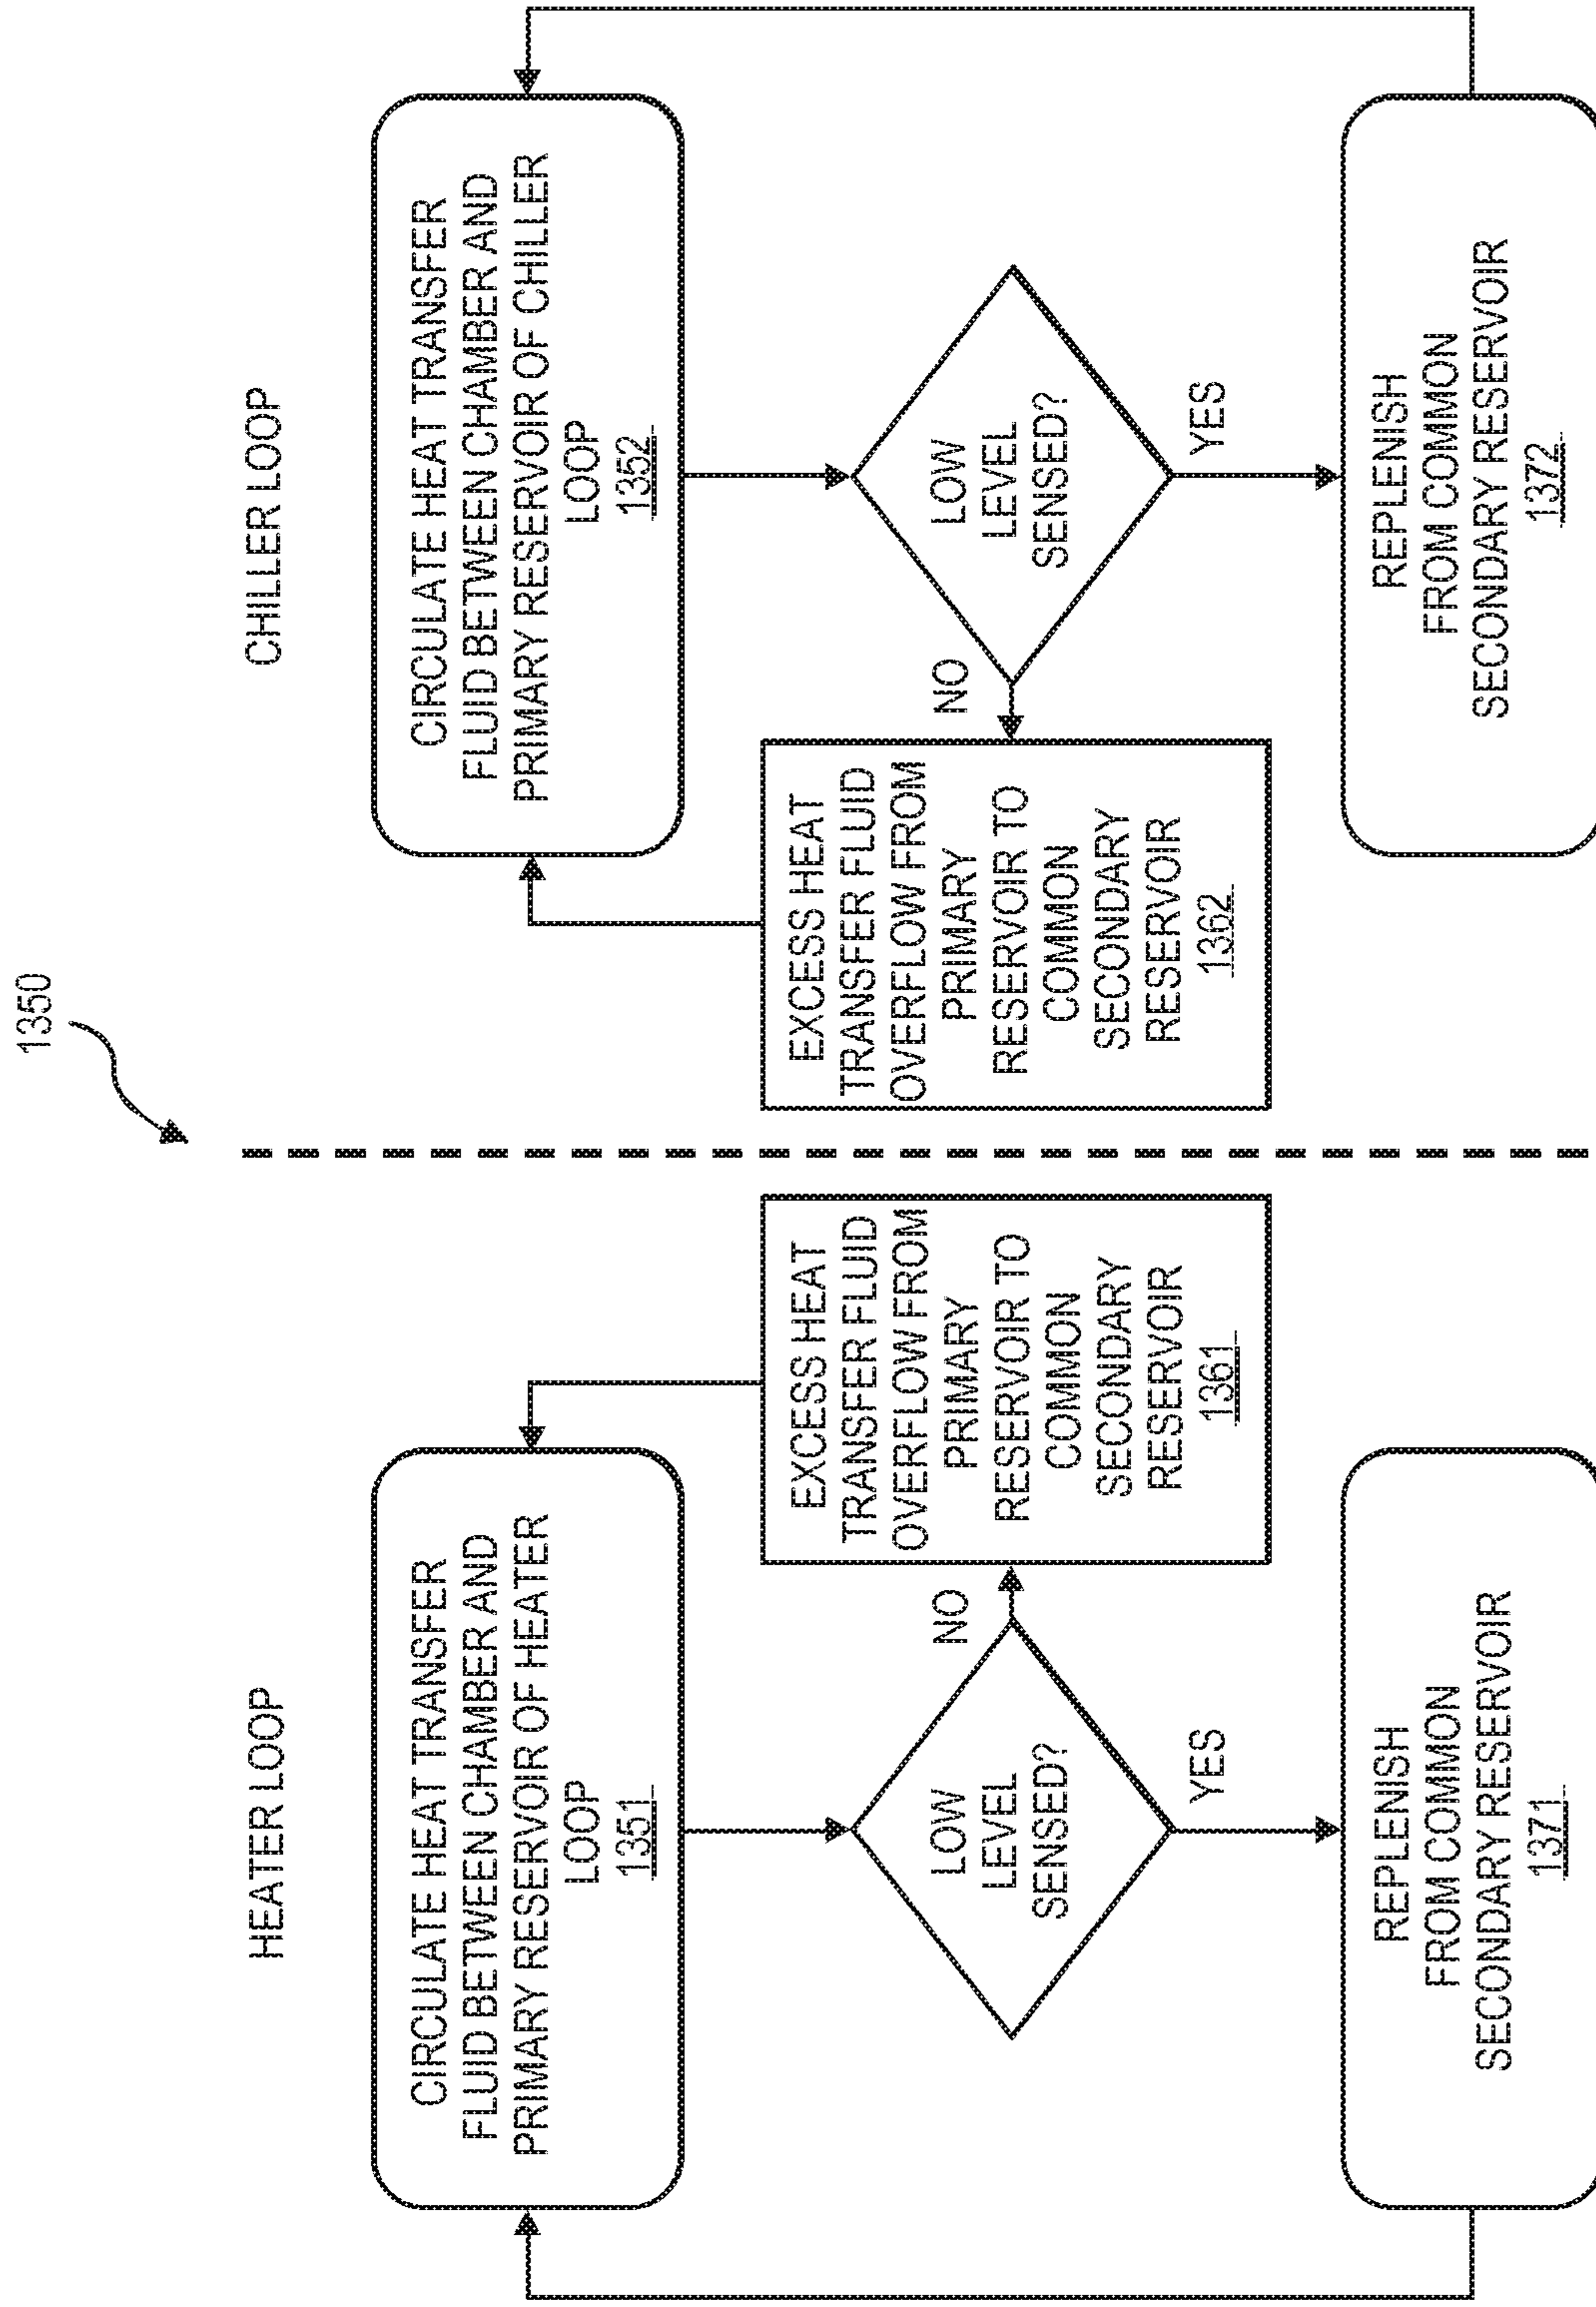 1350
HEATER LOOP
CIRCULATE HEAT TRANSFER
FLUID BETWEEN CHAMBER AND
PRIMARY RESERVOIR OF HEATER
LOOP
1351
LOW
LEVEL
SENSED?
NO
YES
EXCESS HEAT
TRANSFER FLUID
OVERFLOW FROM
PRIMARY
RESERVOIR TO
COMMON
SECONDARY
RESERVOIR
1361
REPLENISH
FROM COMMON
SECONDARY RESERVOIR
1371
CHILLER LOOP
CIRCULATE HEAT TRANSFER
FLUID BETWEEN CHAMBER AND
PRIMARY RESERVOIR OF CHILLER
LOOP
1352
EXCESS HEAT
TRANSFER FLUID
OVERFLOW FROM
PRIMARY
RESERVOIR TO
COMMON
SECONDARY
RESERVOIR
1362
NO
LOW
LEVEL
SENSED?
YES
REPLENISH
FROM COMMON
SECONDARY RESERVOIR
1372